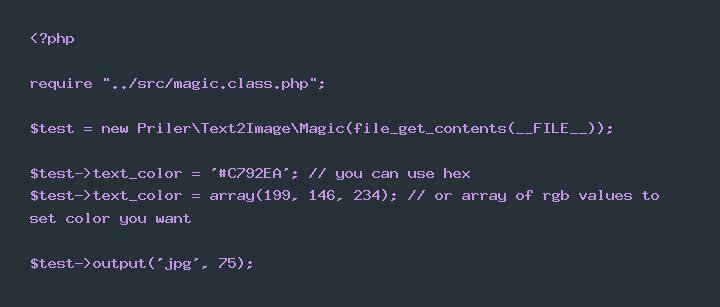 <?php
require "../src/magic.class.php";
$test = new Priler\Text2Image\Magic(file_get_contents(__FILE__));
$test->text_color = '#C792EA'; // you can use hex
$test->text_color = array(199, 146, 234); // or array of rgb values to
set color you want
$test->output('jpg', 75);